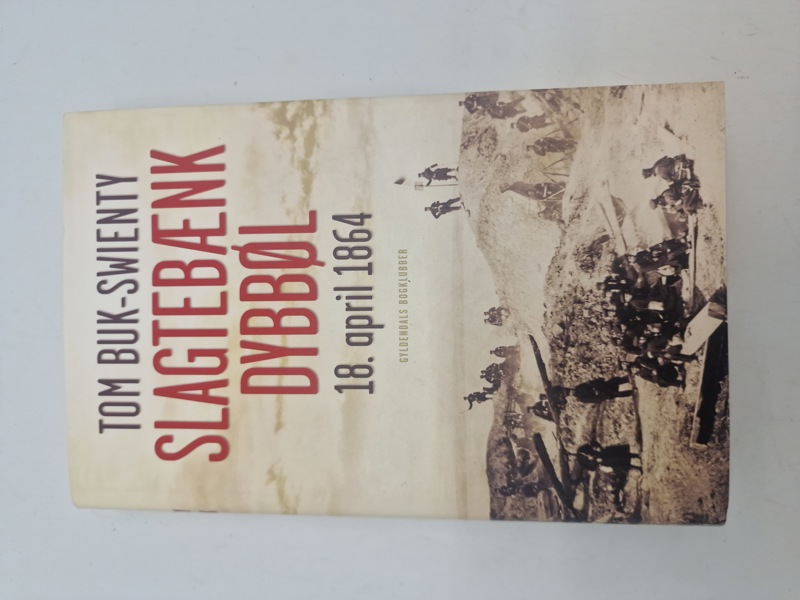 TOM BUK-SWIENTY
SLAGTEBÆNK
DYBBØL
18. april 1864
GYLDENDALS BOGKLUBBER